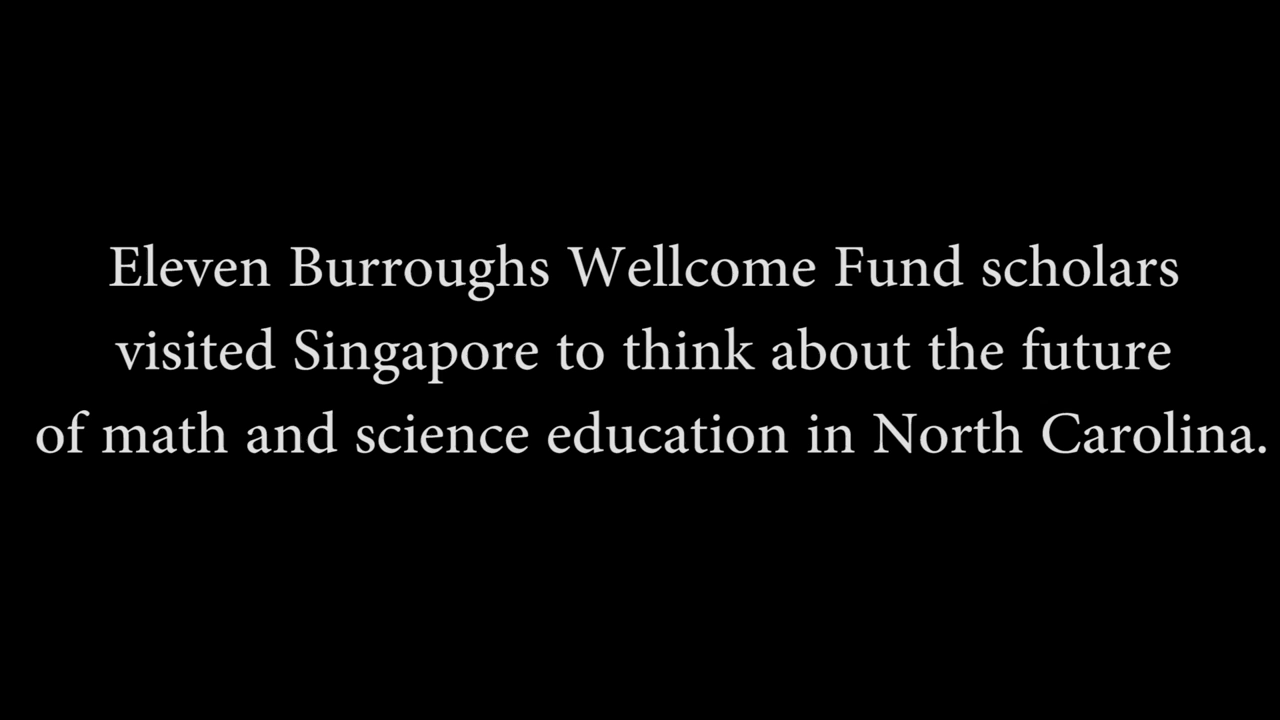 Eleven Burroughs Wellcome Fund scholars
visited Singapore to think about the future
of math and science education in North Carolina.